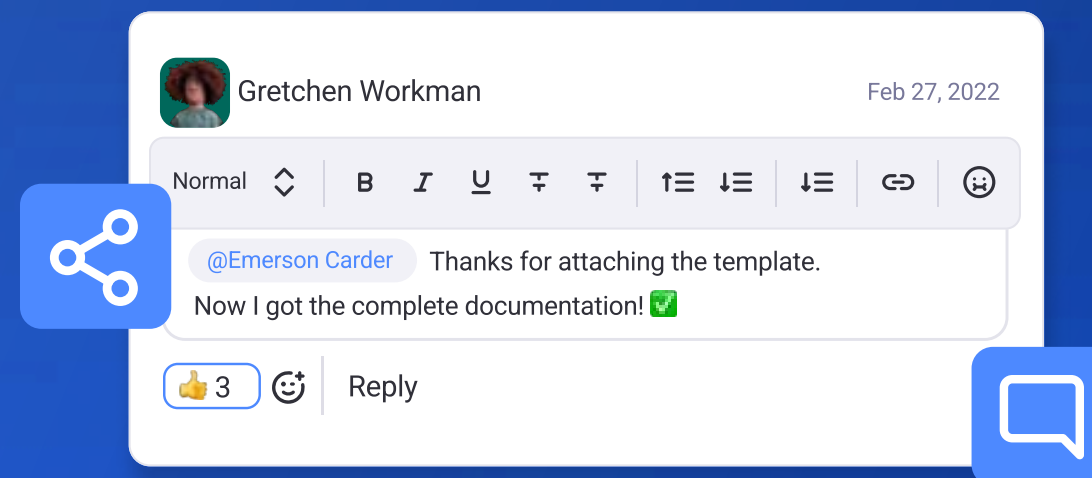 Gretchen Workman
Feb 27, 2022
Normal B I U T T
@Emerson Carder Thanks for attaching the template.
Now I got the complete documentation! ✅
👍 3 Reply